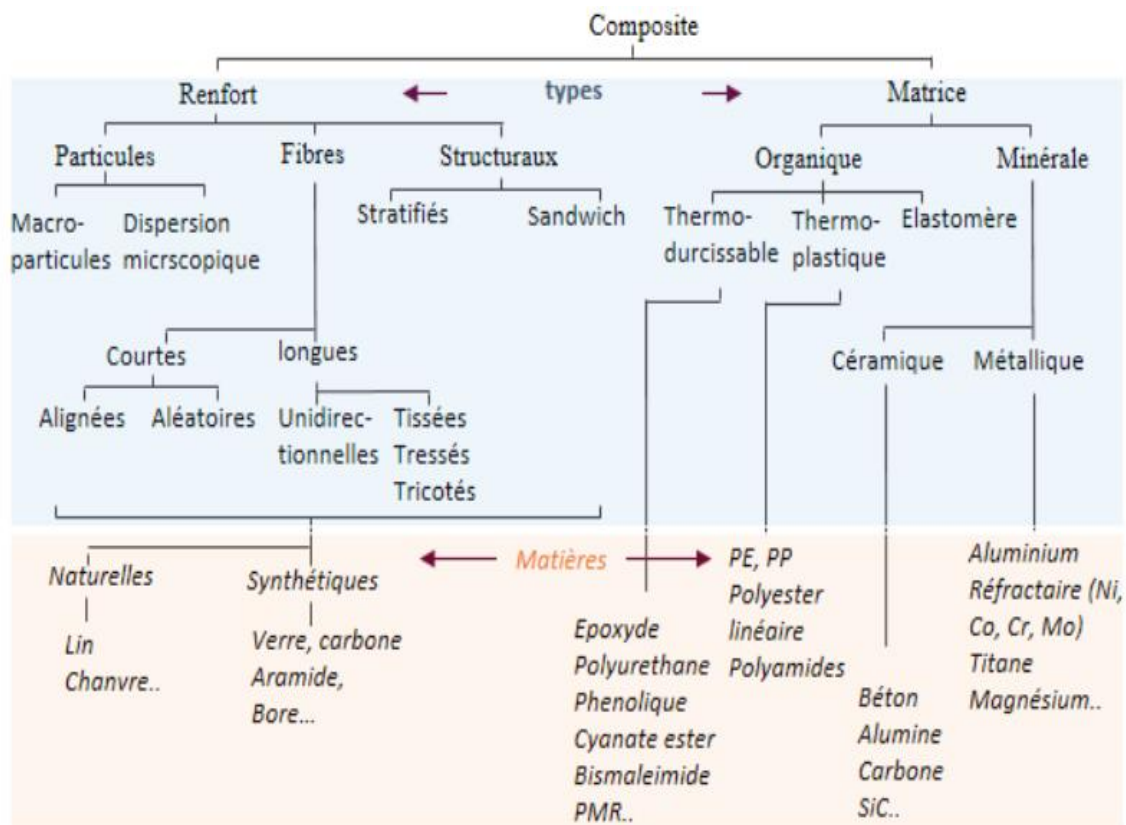 Composite
Renfort
types
Matrice
Particules
Fibres
Structuraux
Organique
Minérale
Macro-
particules
Dispersion
micrscopique
Stratifiés
Sandwich
Thermo-
durcissable
Thermo-
plastique
Elastomère
Courtes
longues
Céramique
Métallique
Alignées
Aléatoires
Unidirec-
tionnelles
Tissées
Tressés
Tricotés
Matières
Naturelles
Synthétiques
Lin
Chanvre..
Verre, carbone
Aramide,
Bore...
Epoxyde
Polyurethane
Phenolique
Cyanate ester
Bismaleimide
PMR..
PE, PP
Polyester
linéaire
Polyamides
Béton
Alumine
Carbone
SiC..
Aluminium
Réfractaire (Ni,
Co, Cr, Mo)
Titane
Magnésium..